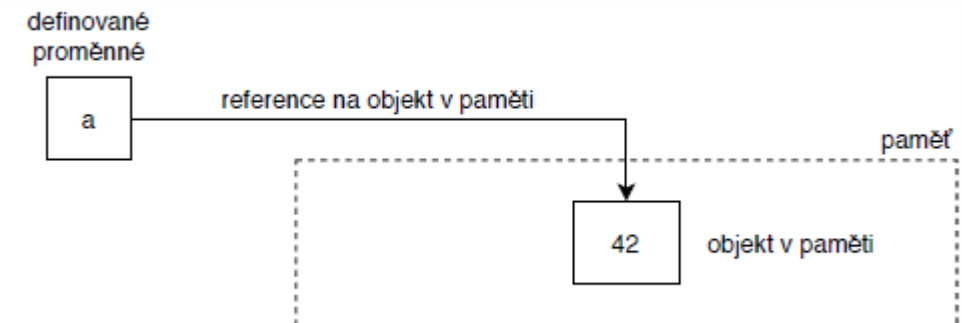 definované
proměnné
a
reference na objekt v paměti
paměť
42
objekt v paměti